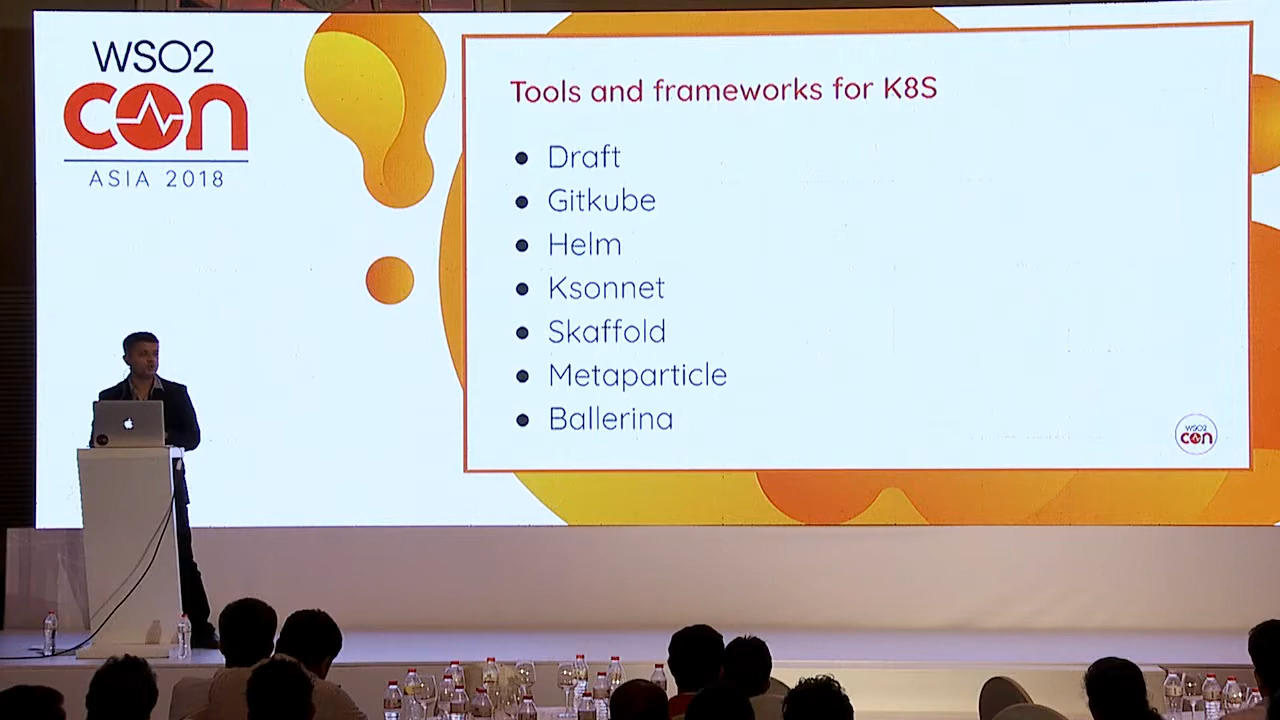 WSO2
con
ASIA 2018
Tools and frameworks for K8S
Draft
Gitkube
Helm
Ksonnet
Skaffold
Metaparticle
Ballerina
WSO2
con